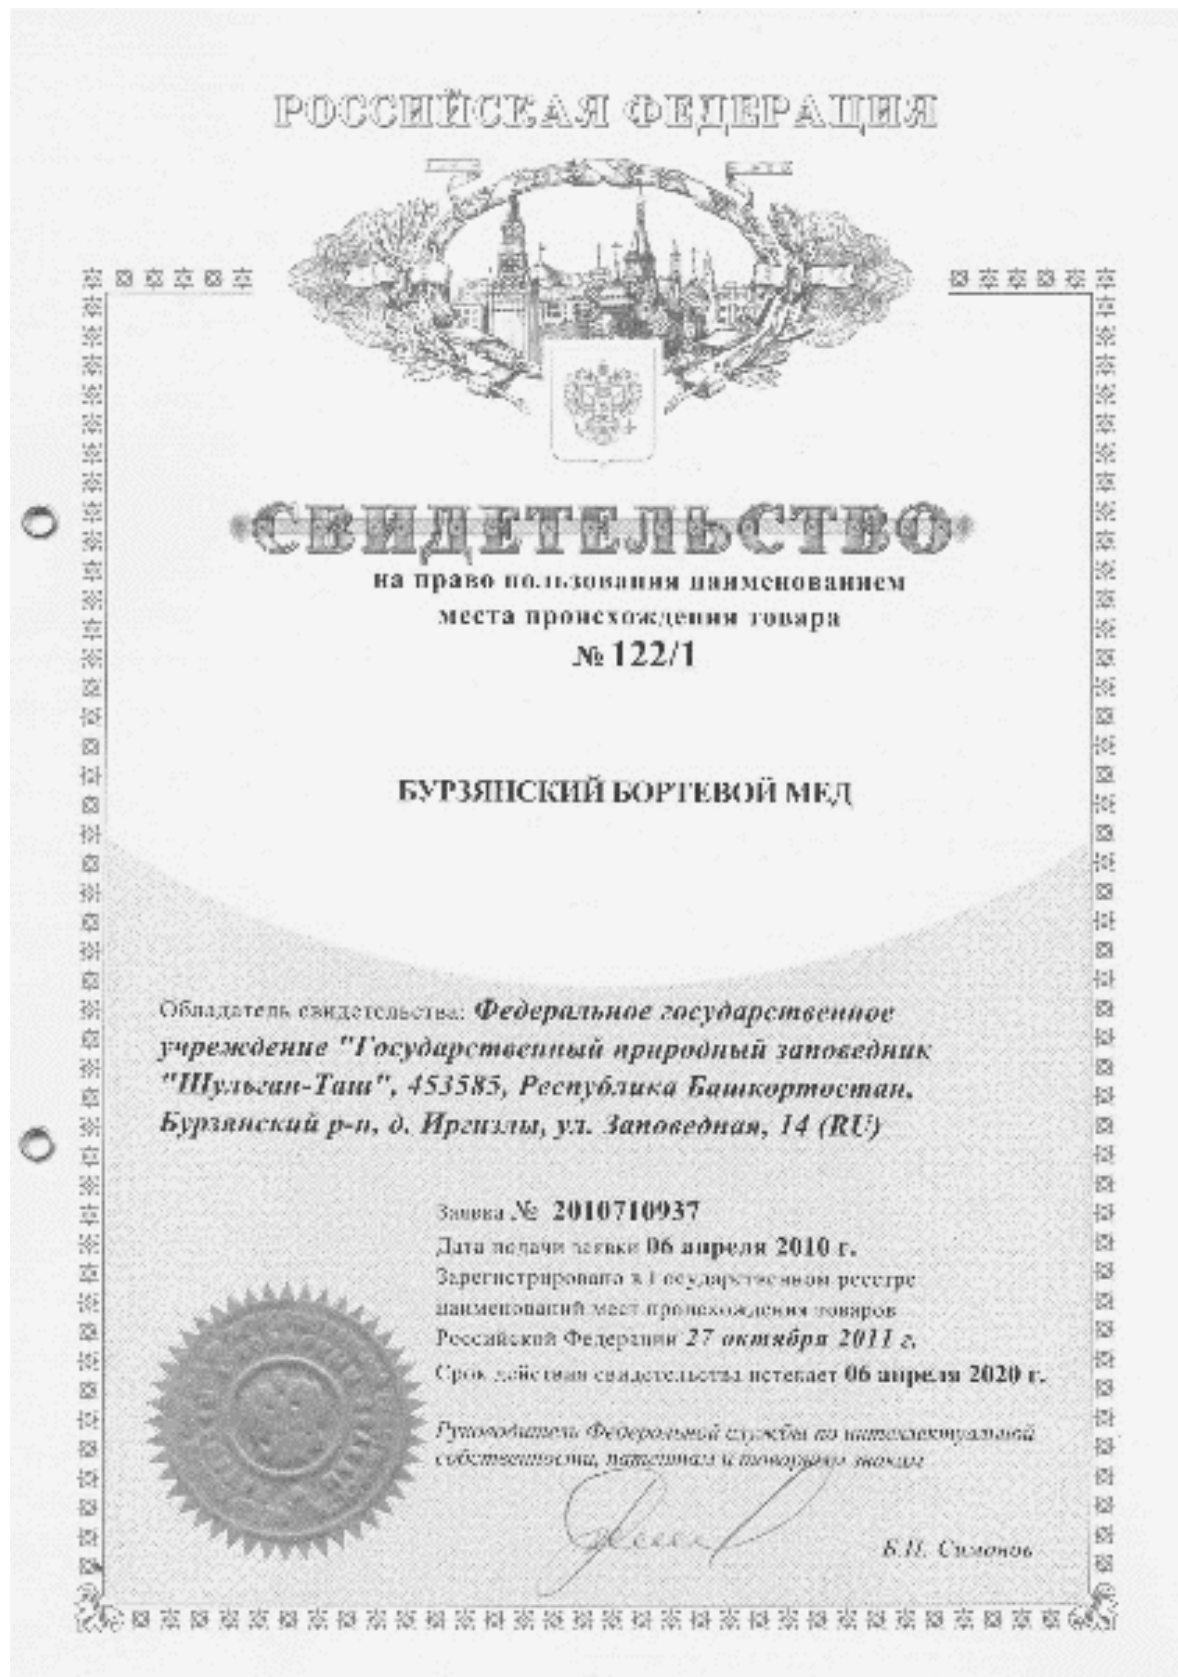 РОССИЙСКАЯ ФЕДЕРАЦИЯ
СВИДЕТЕЛЬСТВО
на право пользования наименованием
места происхождения товара
№ 122/1
БУРЗЯНСКИЙ БОРТЕВОЙ МЕД
Обладатель свидетельства: Федеральное государственное
учреждение "Государственный природный заповедник
"Шульган-Таш", 453585, Республика Башкортостан,
Бурзянский р-н, д. Иргизлы, ул. Заповедная, 14 (RU)
Заявка № 2010710937
Дата подачи заявки 06 апреля 2010 г.
Зарегистрировано в Государственном реестре
наименований мест происхождения товаров
Российской Федерации 27 октября 2011 г.
Срок действия свидетельства истекает 06 апреля 2020 г.
Руководитель Федеральной службы по интеллектуальной
собственности, патентам и товарным знакам
Б.П. Симонов